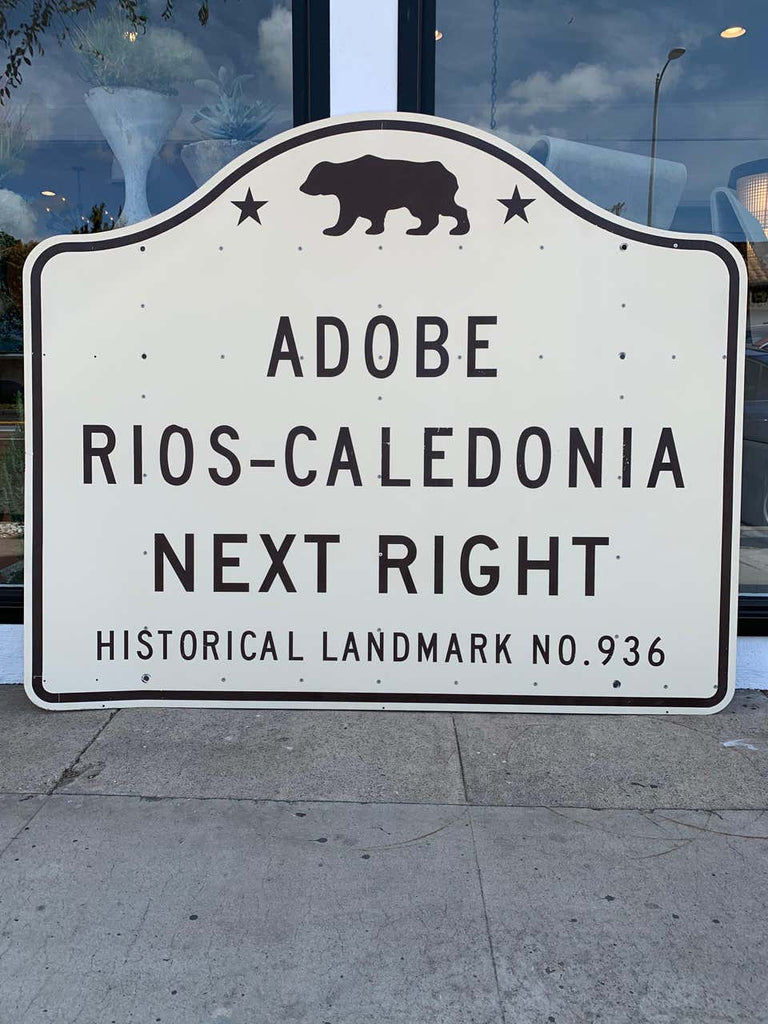 ADOBE
RIOS-CALEDONIA
NEXT RIGHT
HISTORICAL LANDMARK NO.936